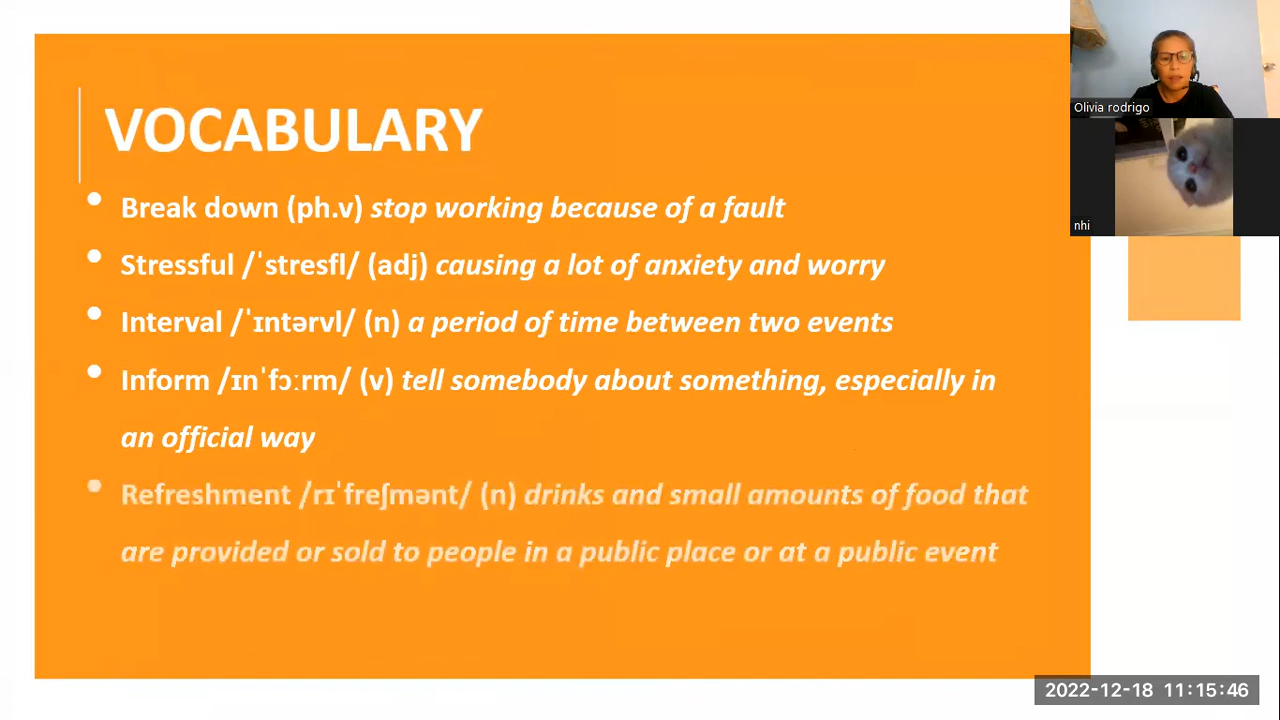 VOCABULARY
Break down (ph.v) stop working because of a fault
Stressful /ˈstresfl/ (adj) causing a lot of anxiety and worry
Interval /ˈɪntərvl/ (n) a period of time between two events
Inform /ɪnˈfɔːrm/ (v) tell somebody about something, especially in
an official way
Refreshment /rɪˈfreʃmənt/ (n) drinks and small amounts of food that
are provided or sold to people in a public place or at a public event
Olivia rodrigo
nhi
2022-12-18 11:15:46